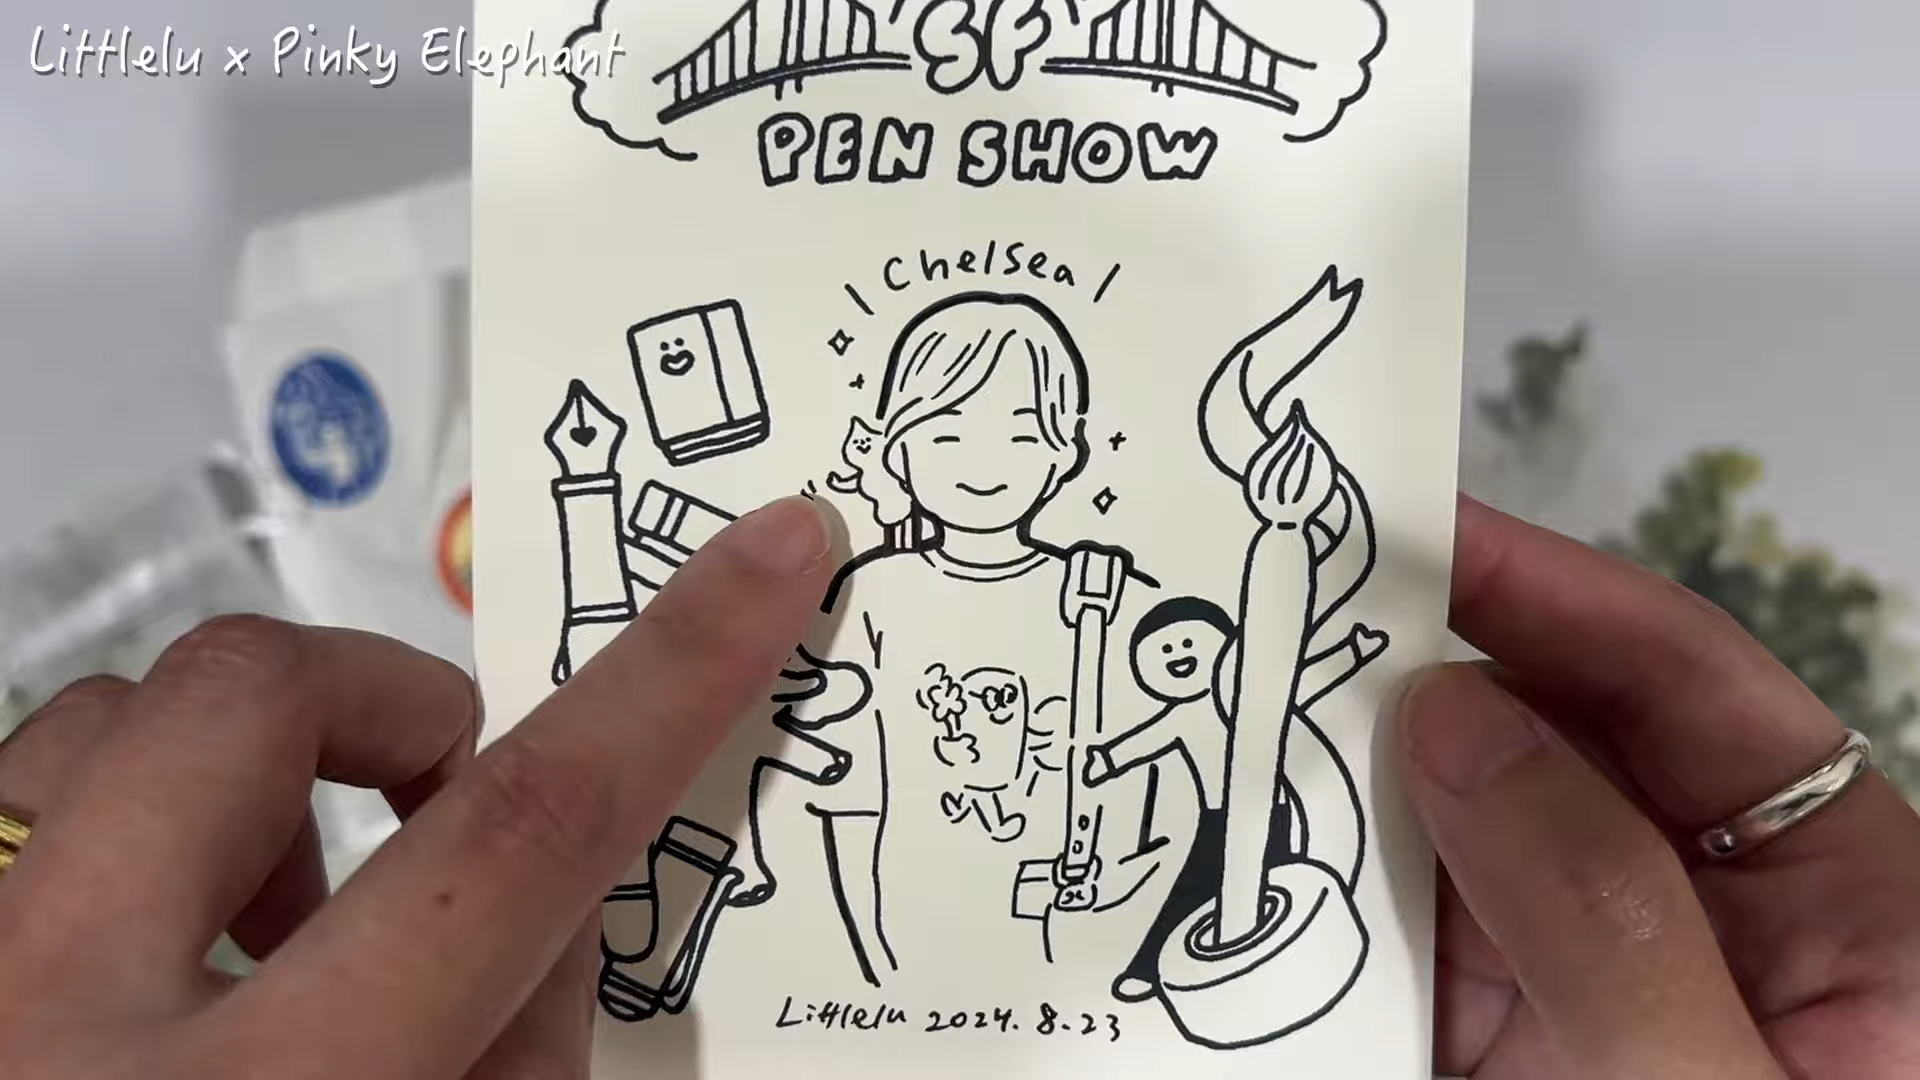 Littlelu x Pinky Elephant
SF
PEN SHOW
Chelsea
Littlelu 2024.8.23